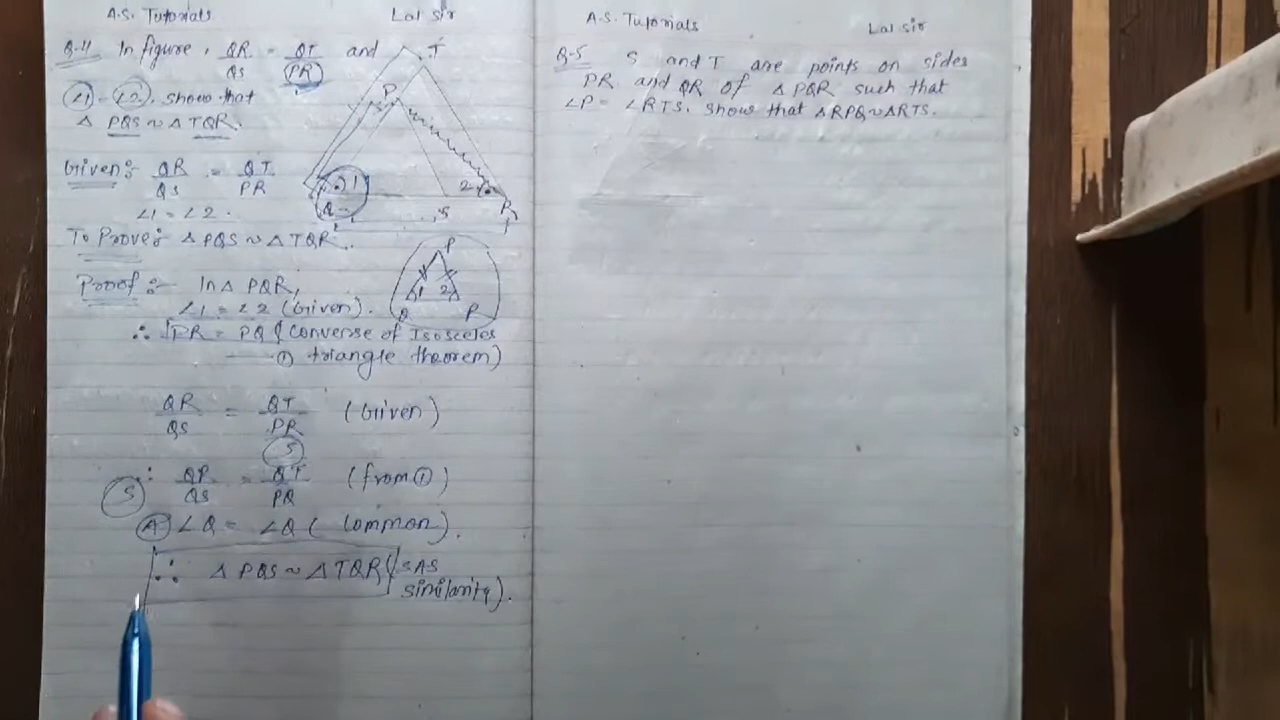 A.S. Tutorials Lal sir
Q-4 In figure, QR/QS = QT/PR and
∠1 = ∠2. show that
△ PQS ~ △ TQR.
T
P
1
2
Q
S
R
Given:- QR/QS = QT/PR
∠1 = ∠2.
To Prove:- △ PQS ~ △ TQR.
P
1 2
Q R
Proof:- In △ PQR,
∠1 = ∠2 (Given).
∴ PR = PQ (Converse of Isosceles
① triangle theorem)
QR/QS = QT/PR (Given)
S
∴ QR/QS = QT/PQ (from ①)
S
A ∠Q = ∠Q (Common).
∴ △ PQS ~ △ TQR (SAS
similarity).
A.S. Tutorials Lal sir
Q-5 S and T are points on sides
PR and QR of △ PQR such that
∠P = ∠RTS. Show that △RPQ ~ △RTS.